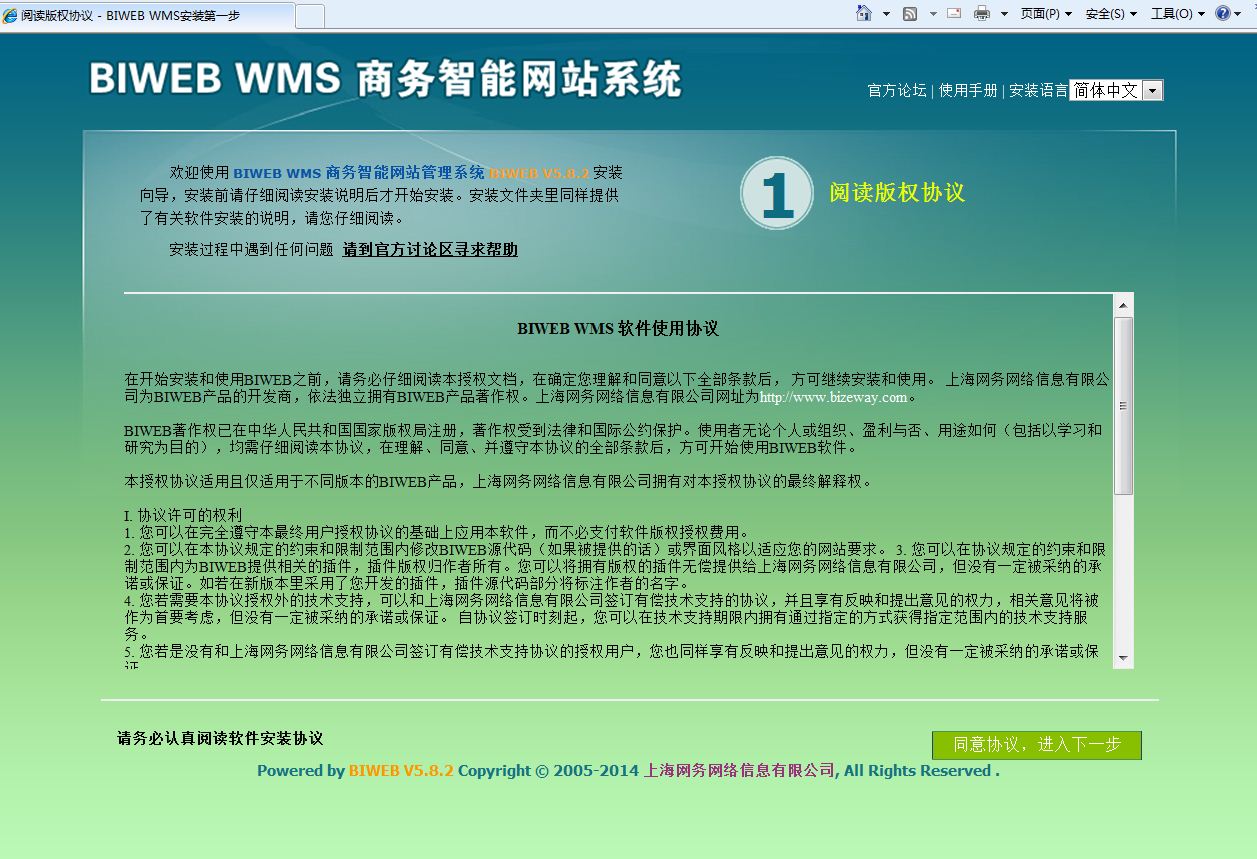 阅读版权协议 - BIWEB WMS安装第一步
页面(P) 安全(S) 工具(O)
BIWEB WMS 商务智能网站系统
官方论坛 | 使用手册 | 安装语言 简体中文
欢迎使用 BIWEB WMS 商务智能网站管理系统 BIWEB V5.8.2 安装
向导，安装前请仔细阅读安装说明后才开始安装。安装文件夹里同样提供
了有关软件安装的说明，请您仔细阅读。
安装过程中遇到任何问题 请到官方讨论区寻求帮助
1 阅读版权协议
BIWEB WMS 软件使用协议
在开始安装和使用BIWEB之前，请务必仔细阅读本授权文档，在确定您理解和同意以下全部条款后， 方可继续安装和使用。 上海网务网络信息有限公
司为BIWEB产品的开发商，依法独立拥有BIWEB产品著作权。上海网务网络信息有限公司网址为http://www.bizeway.com。
BIWEB著作权已在中华人民共和国国家版权局注册，著作权受到法律和国际公约保护。使用者无论个人或组织、盈利与否、用途如何（包括以学习和
研究为目的），均需仔细阅读本协议，在理解、同意、并遵守本协议的全部条款后，方可开始使用BIWEB软件。
本授权协议适用且仅适用于不同版本的BIWEB产品，上海网务网络信息有限公司拥有对本授权协议的最终解释权。
I. 协议许可的权利
1. 您可以在完全遵守本最终用户授权协议的基础上应用本软件，而不必支付软件版权授权费用。
2. 您可以在本协议规定的约束和限制范围内修改BIWEB源代码（如果被提供的话）或界面风格以适应您的网站要求。 3. 您可以在协议规定的约束和限
制范围内为BIWEB提供相关的插件，插件版权归作者所有。您可以将拥有版权的插件无偿提供给上海网务网络信息有限公司，但没有一定被采纳的承
诺或保证。如若在新版本里采用了您开发的插件，插件源代码部分将标注作者的名字。
4. 您若需要本协议授权外的技术支持，可以和上海网务网络信息有限公司签订有偿技术支持的协议，并且享有反映和提出意见的权力，相关意见将被
作为首要考虑，但没有一定被采纳的承诺或保证。 自协议签订时刻起，您可以在技术支持期限内拥有通过指定的方式获得指定范围内的技术支持服
务。
5. 您若是没有和上海网务网络信息有限公司签订有偿技术支持协议的授权用户，您也同样享有反映和提出意见的权力，但没有一定被采纳的承诺或保
证
请务必认真阅读软件安装协议
同意协议，进入下一步
Powered by BIWEB V5.8.2 Copyright © 2005-2014 上海网务网络信息有限公司, All Rights Reserved .